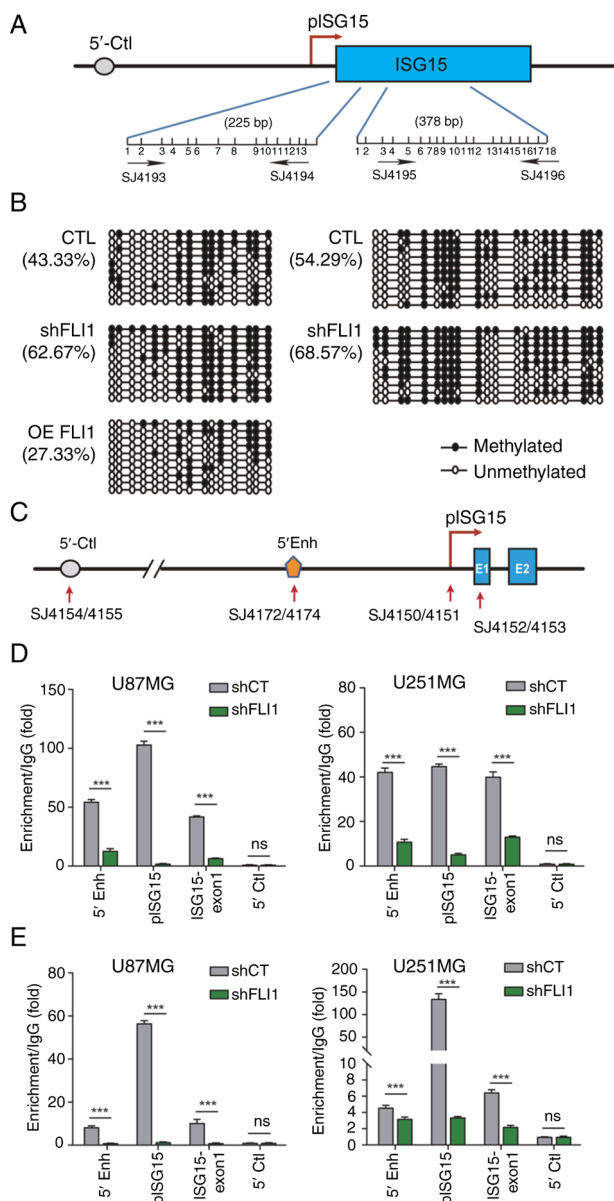 A
5′-Ctl
pISG15
ISG15
(225 bp)
(378 bp)
1 2 3 4 5 6 7 8 9 10 11 12 13
1 2 3 4 5 6 7 8 9 10 11 12 13 14 15 16 17 18
SJ4193 SJ4194 SJ4195 SJ4196
B
CTL
(43.33%)
CTL
(54.29%)
shFLI1
(62.67%)
shFLI1
(68.57%)
OE FLI1
(27.33%)
Methylated
Unmethylated
C
5′-Ctl
5′Enh
pISG15
E1
E2
SJ4154/4155
SJ4172/4174
SJ4150/4151
SJ4152/4153
D
U87MG
shCT
shFLI1
Enrichment/IgG (fold)
150
100
50
0
***
***
***
ns
5′ Enh
pISG15
ISG15-
exon1
5′ Ctl
U251MG
shCT
shFLI1
Enrichment/IgG (fold)
80
60
40
20
0
***
***
***
ns
5′ Enh
pISG15
ISG15-
exon1
5′ Ctl
E
U87MG
shCT
shFLI1
Enrichment/IgG (fold)
80
60
40
20
0
***
***
***
ns
5′ Enh
pISG15
ISG15-
exon1
5′ Ctl
U251MG
shCT
shFLI1
Enrichment/IgG (fold)
200
150
100
50
10
8
6
4
2
0
***
***
***
ns
5′ Enh
pISG15
ISG15-
exon1
5′ Ctl